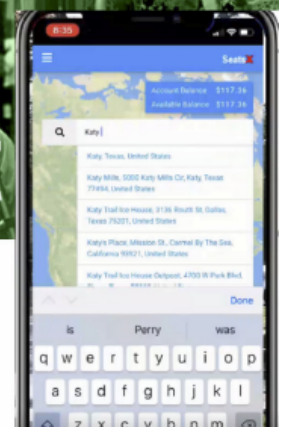 8:35
SeatsX
Account Balance $117.36
Available Balance $117.36
Katy
Katy, Texas, United States
Katy Mills, 5000 Katy Mills Cir, Katy, Texas
77494, United States
Katy Trail Ice House, 3136 Routh St, Dallas,
Texas 75201, United States
Katy's Place, Mission St., Carmel By The Sea,
California 93921, United States
Katy Trail Ice House Outpost, 4700 W Park Blvd,
Done
is Perry was
q w e r t y u i o p
a s d f g h j k l
z x c v b n m